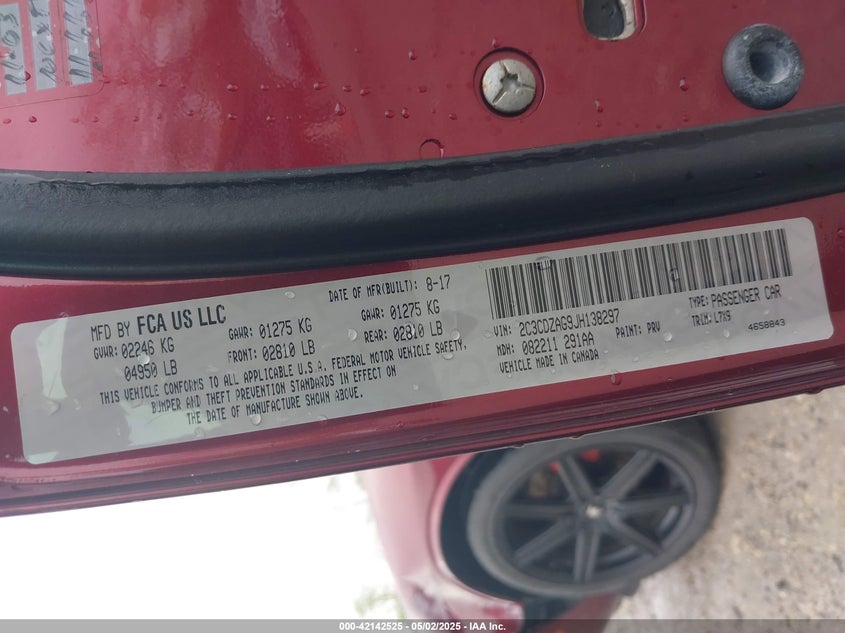 DATE OF MFR(BUILT): 8-17
MFD BY FCA US LLC
GVWR: 02246 KG GAWR: 01275 KG GAWR: 01275 KG
04950 LB FRONT: 02810 LB REAR: 02810 LB
THIS VEHICLE CONFORMS TO ALL APPLICABLE U.S.A. FEDERAL MOTOR VEHICLE SAFETY,
BUMPER AND THEFT PREVENTION STANDARDS IN EFFECT ON
THE DATE OF MANUFACTURE SHOWN ABOVE.
VIN: 2C3CDZAG9JH138297 TYPE: PASSENGER CAR
MDH: 082211 291AA PAINT: PRV TRIM: L7X9
VEHICLE MADE IN CANADA 4658843
000-42142525 - 05/02/2025 - IAA Inc.